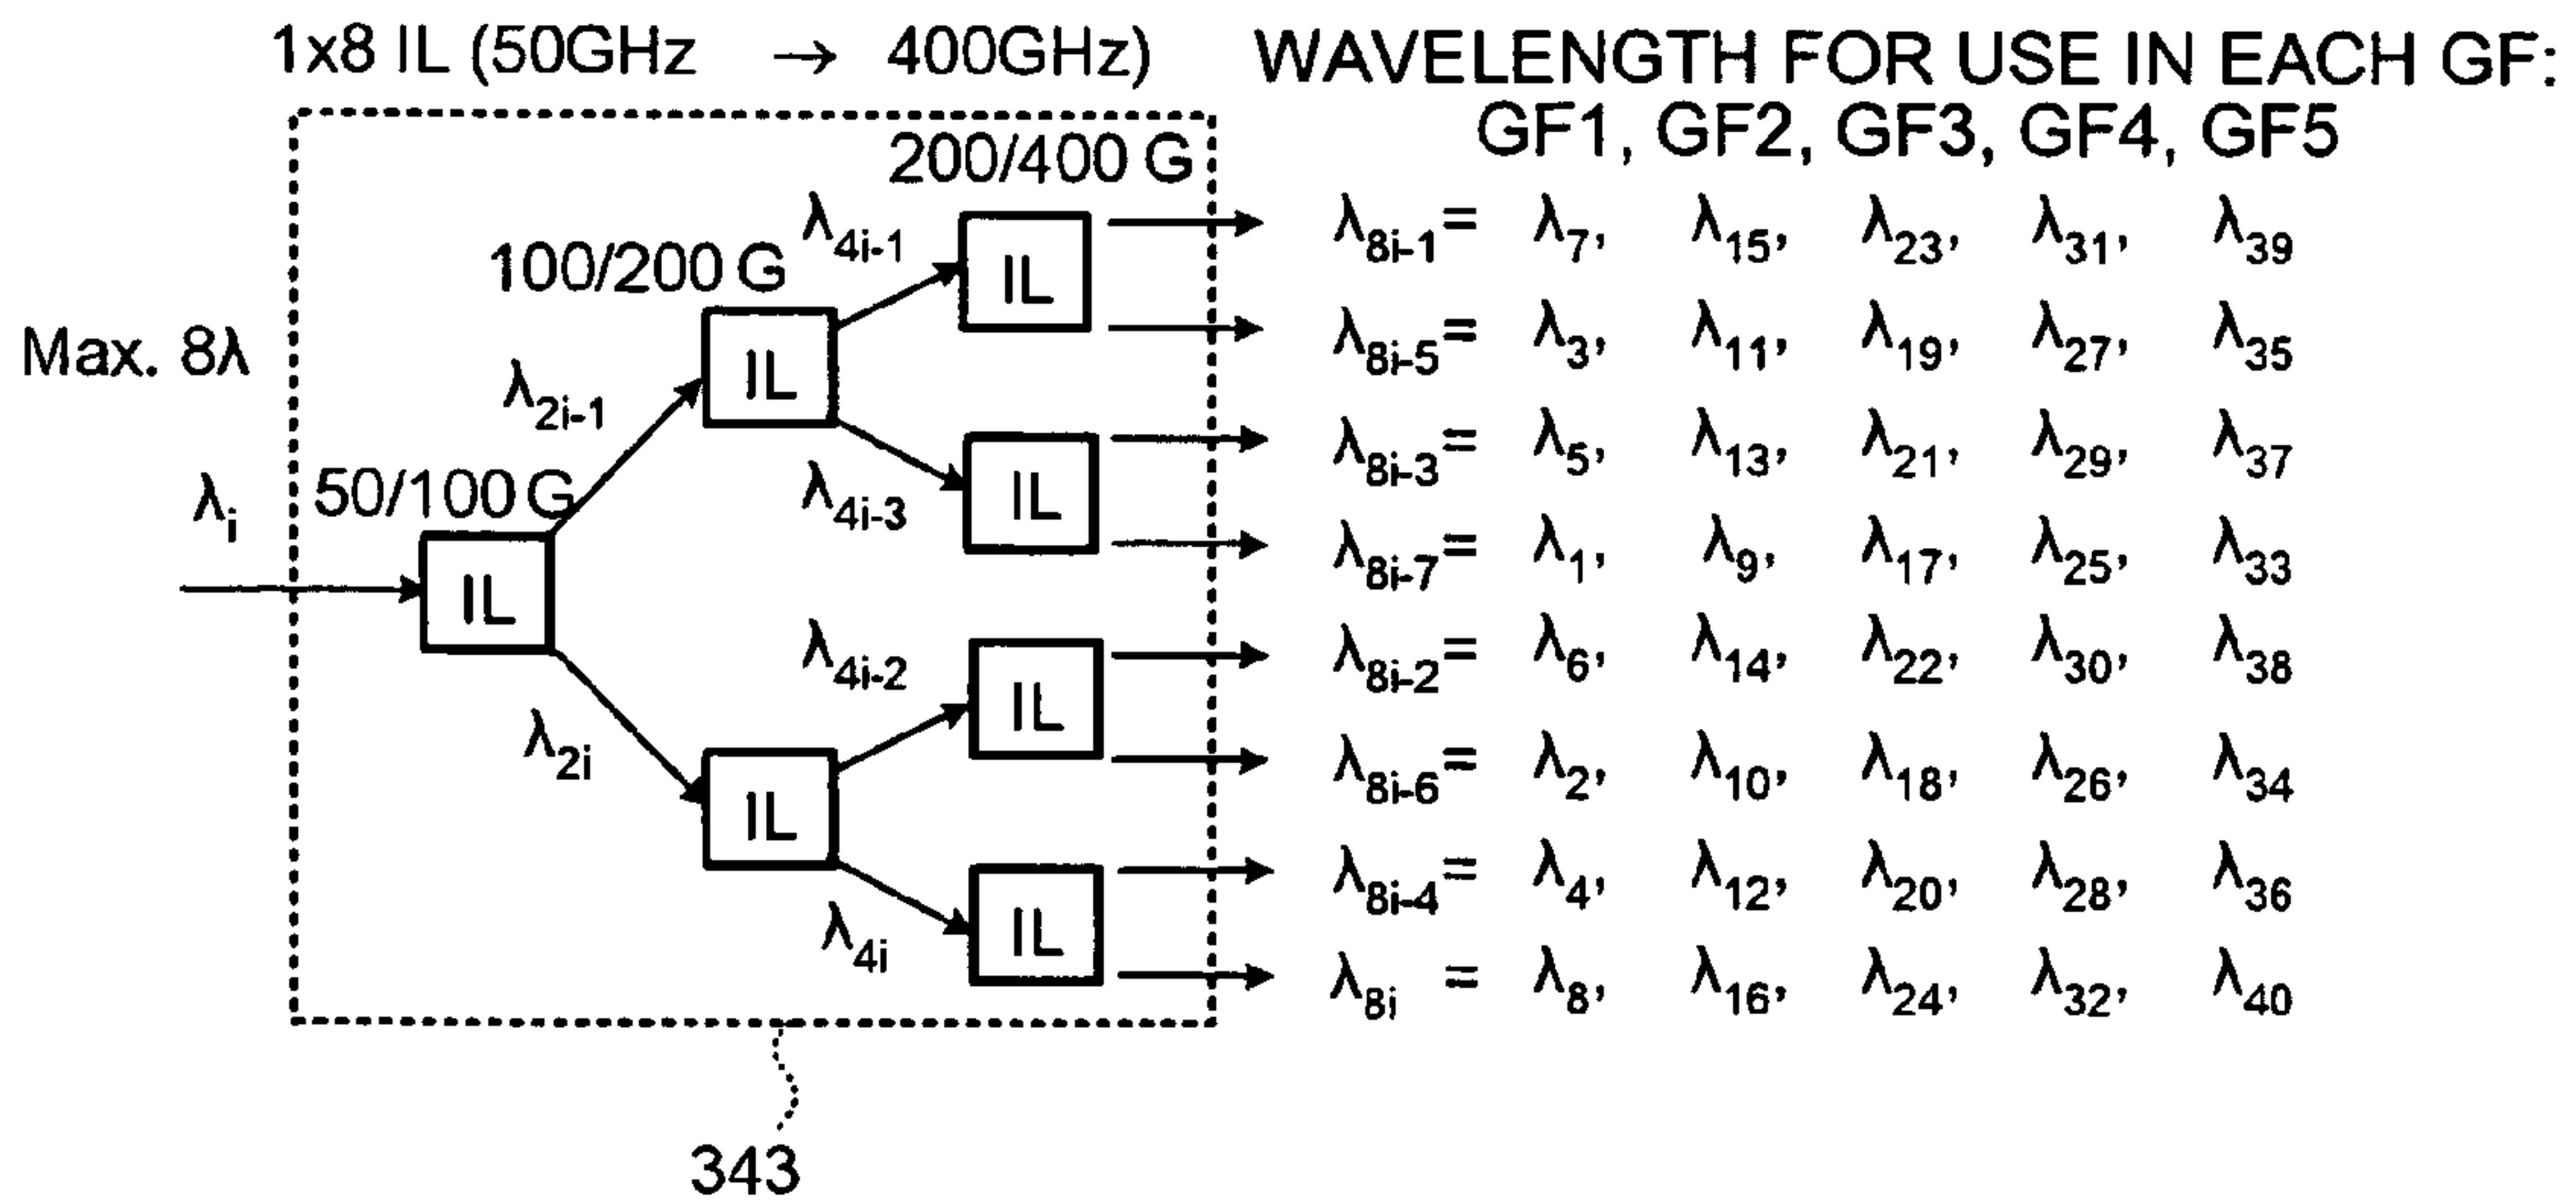 1x8 IL (50GHz → 400GHz)
WAVELENGTH FOR USE IN EACH GF:
GF1, GF2, GF3, GF4, GF5
200/400 G
100/200 G
50/100 G
Max. 8λ
λi
λ2i-1
λ2i
λ4i-1
λ4i-3
λ4i-2
λ4i
IL
IL
IL
IL
IL
IL
IL
λ8i-1= λ7, λ15, λ23, λ31, λ39
λ8i-5= λ3, λ11, λ19, λ27, λ35
λ8i-3= λ5, λ13, λ21, λ29, λ37
λ8i-7= λ1, λ9, λ17, λ25, λ33
λ8i-2= λ6, λ14, λ22, λ30, λ38
λ8i-6= λ2, λ10, λ18, λ26, λ34
λ8i-4= λ4, λ12, λ20, λ28, λ36
λ8i = λ8, λ16, λ24, λ32, λ40
343